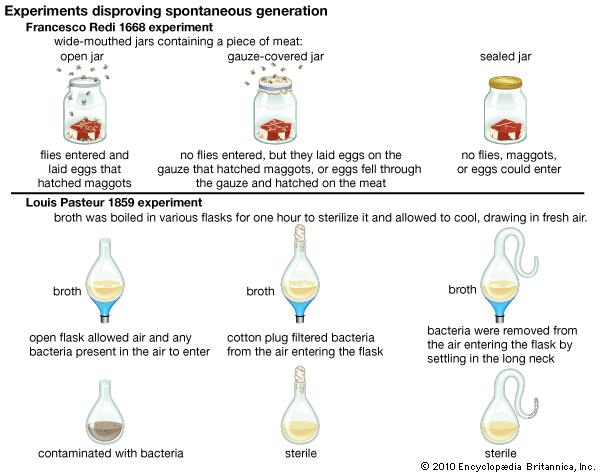 Experiments disproving spontaneous generation
Francesco Redi 1668 experiment
wide-mouthed jars containing a piece of meat:
open jar
gauze-covered jar
sealed jar
flies entered and
laid eggs that
hatched maggots
no flies entered, but they laid eggs on the
gauze that hatched maggots, or eggs fell through
the gauze and hatched on the meat
no flies, maggots,
or eggs could enter
Louis Pasteur 1859 experiment
broth was boiled in various flasks for one hour to sterilize it and allowed to cool, drawing in fresh air.
broth
broth
broth
open flask allowed air and any
bacteria present in the air to enter
cotton plug filtered bacteria
from the air entering the flask
bacteria were removed from
the air entering the flask by
settling in the long neck
contaminated with bacteria
sterile
sterile
© 2010 Encyclopædia Britannica, Inc.